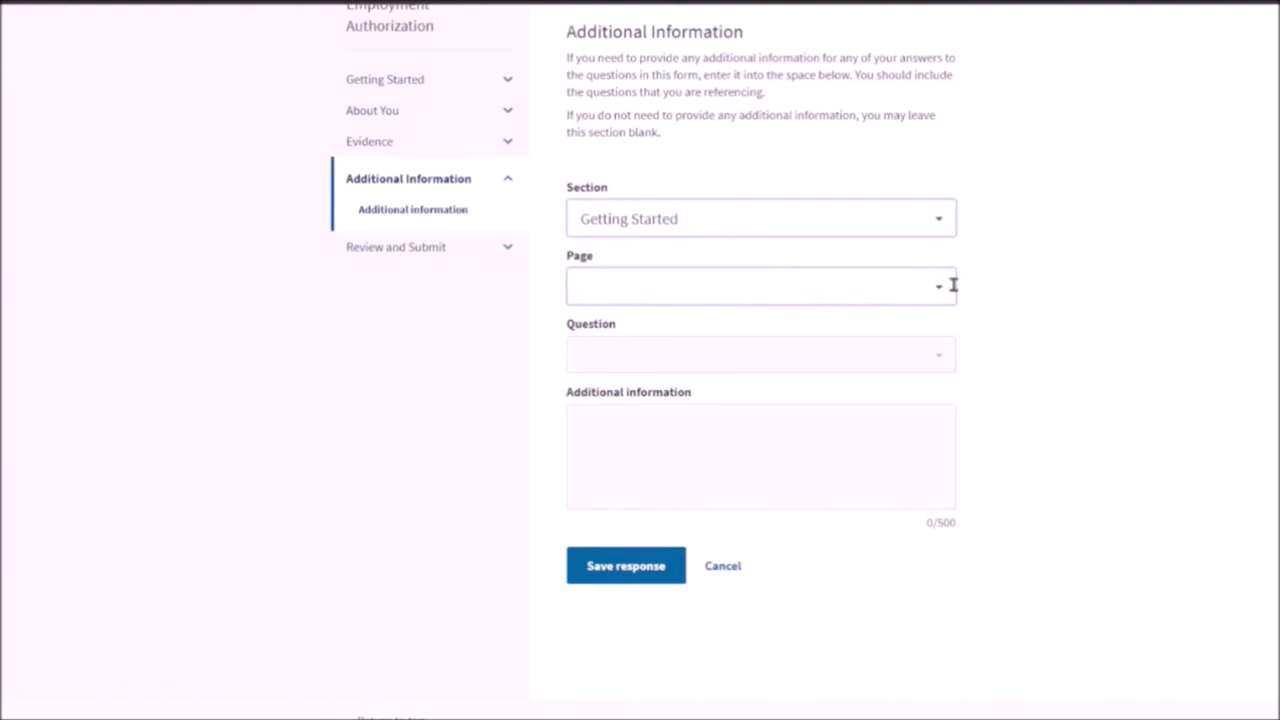 Employment
Authorization
Getting Started
About You
Evidence
Additional Information
Additional information
Review and Submit
Additional Information
If you need to provide any additional information for any of your answers to
the questions in this form, enter it into the space below. You should include
the questions that you are referencing.
If you do not need to provide any additional information, you may leave
this section blank.
Section
Getting Started
Page
Question
Additional information
0/500
Save response
Cancel